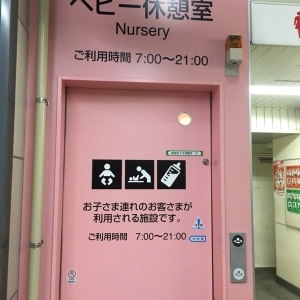 ベビー休憩室
Nursery
ご利用時間 7:00〜21:00
お子さま連れのお客さまが
利用される施設です。
ご利用時間 7:00〜21:00